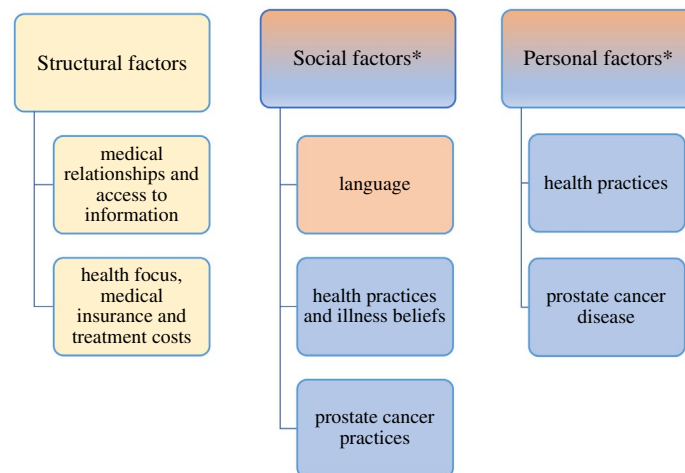 Structural factors
medical
relationships and
access to
information
health focus,
medical
insurance and
treatment costs
Social factors*
language
health practices
and illness beliefs
prostate cancer
practices
Personal factors*
health practices
prostate cancer
disease